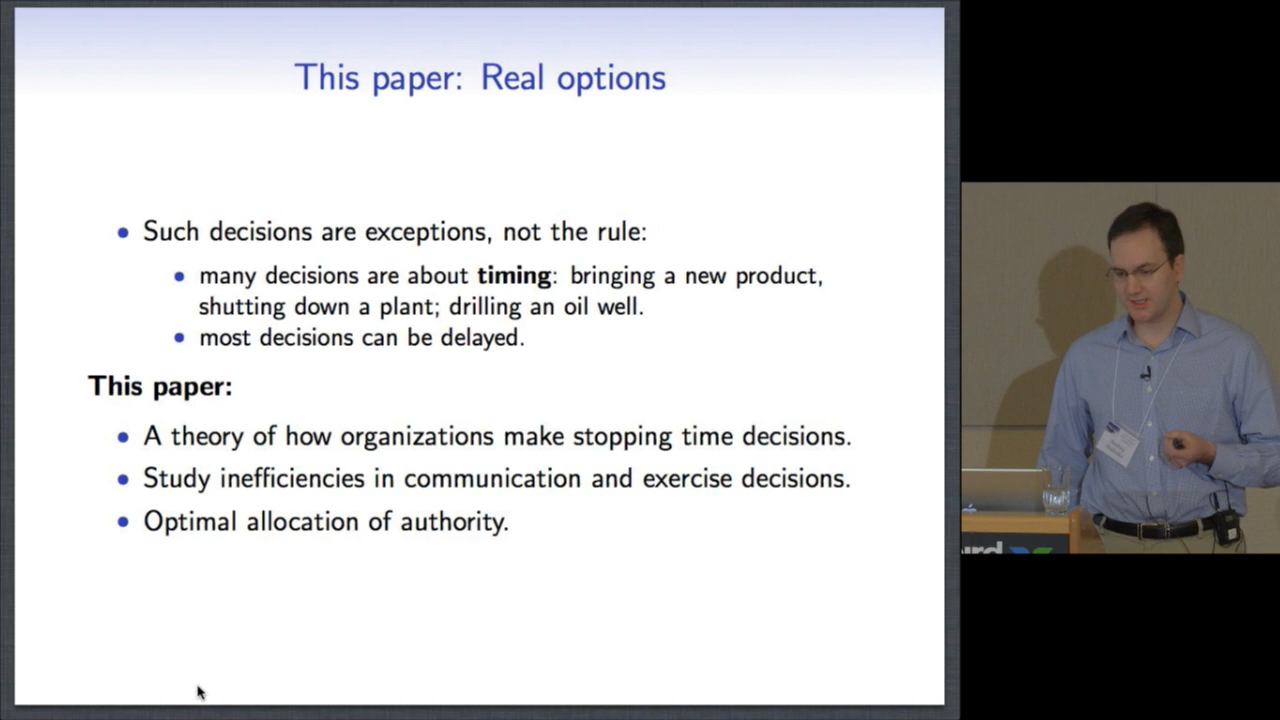 This paper: Real options
• Such decisions are exceptions, not the rule:
• many decisions are about timing: bringing a new product,
shutting down a plant; drilling an oil well.
• most decisions can be delayed.
This paper:
• A theory of how organizations make stopping time decisions.
• Study inefficiencies in communication and exercise decisions.
• Optimal allocation of authority.